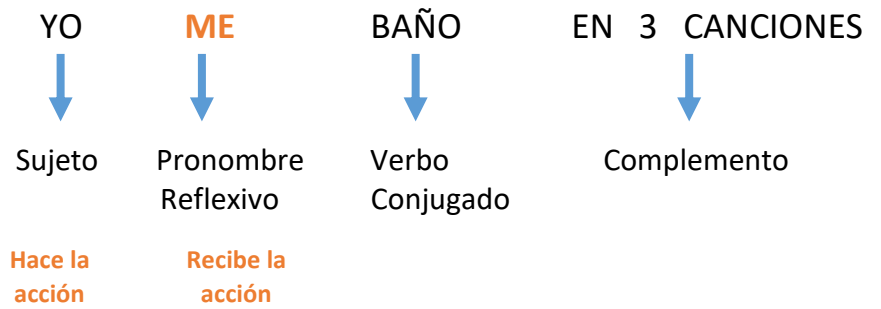 YO ME BAÑO EN 3 CANCIONES
Sujeto Pronombre Verbo Complemento
Reflexivo Conjugado
Hace la Recibe la
acción acción